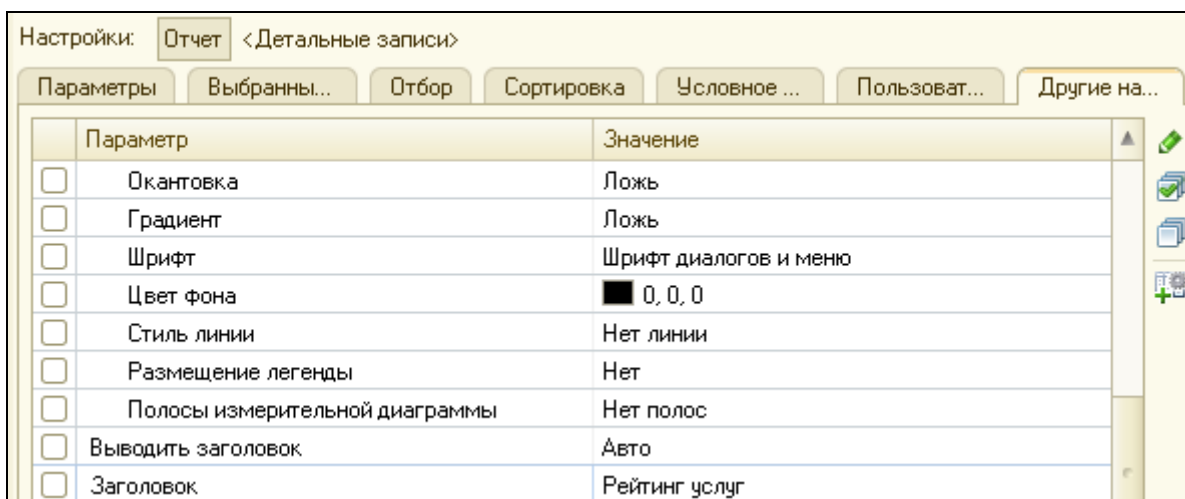 Настройки: Отчет <Детальные записи>
Параметры Выбранны... Отбор Сортировка Условное ... Пользоват... Другие на...
Параметр Значение
Окантовка Ложь
Градиент Ложь
Шрифт Шрифт диалогов и меню
Цвет фона 0, 0, 0
Стиль линии Нет линии
Размещение легенды Нет
Полосы измерительной диаграммы Нет полос
Выводить заголовок Авто
Заголовок Рейтинг услуг